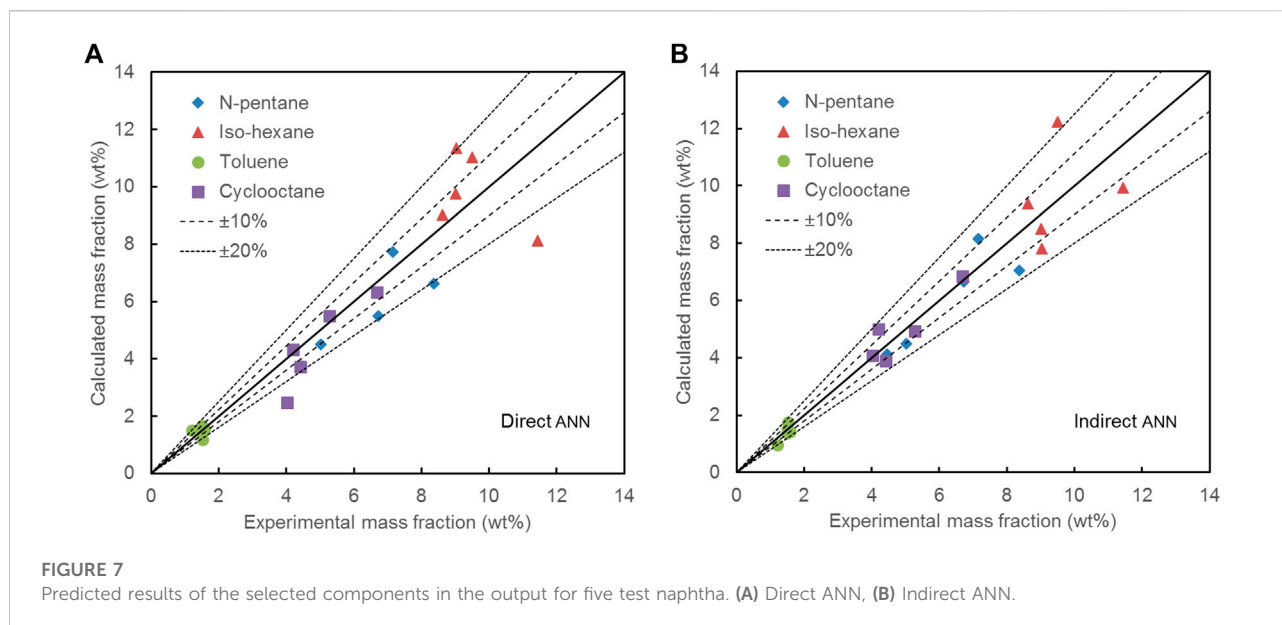 A
14
12
10
8
6
4
2
0
Calculated mass fraction (wt%)
N-pentane
Iso-hexane
Toluene
Cyclooctane
±10%
±20%
Direct ANN
0 2 4 6 8 10 12 14
Experimental mass fraction (wt%)
B
14
12
10
8
6
4
2
0
Calculated mass fraction (wt%)
N-pentane
Iso-hexane
Toluene
Cyclooctane
±10%
±20%
Indirect ANN
0 2 4 6 8 10 12 14
Experimental mass fraction (wt%)
FIGURE 7
Predicted results of the selected components in the output for five test naphtha. (A) Direct ANN, (B) Indirect ANN.